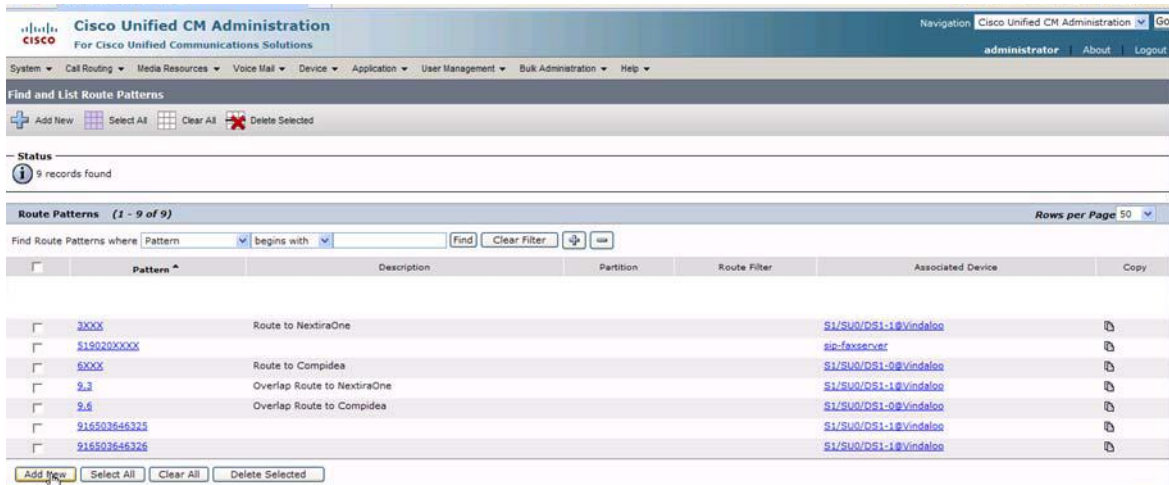 Cisco Unified CM Administration
For Cisco Unified Communications Solutions
CISCO
Navigation Cisco Unified CM Administration Go
administrator | About | Logout
System Call Routing Media Resources Voice Mail Device Application User Management Bulk Administration Help
Find and List Route Patterns
Add New Select All Clear All Delete Selected
Status
9 records found
Route Patterns (1 - 9 of 9) Rows per Page 50
Find Route Patterns where Pattern begins with Find Clear Filter
Pattern Description Partition Route Filter Associated Device Copy
3XXX Route to NextiraOne S1/SU0/DS1-1@Vindaloo
519020XXXX sip-faxserver
6XXX Route to Compidea S1/SU0/DS1-0@Vindaloo
9.3 Overlap Route to NextiraOne S1/SU0/DS1-1@Vindaloo
9.6 Overlap Route to Compidea S1/SU0/DS1-0@Vindaloo
916503646325 S1/SU0/DS1-1@Vindaloo
916503646326 S1/SU0/DS1-1@Vindaloo
Add New Select All Clear All Delete Selected